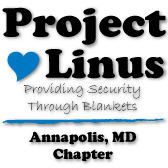 Project
Linus
Providing Security
Through Blankets
Annapolis, MD
Chapter